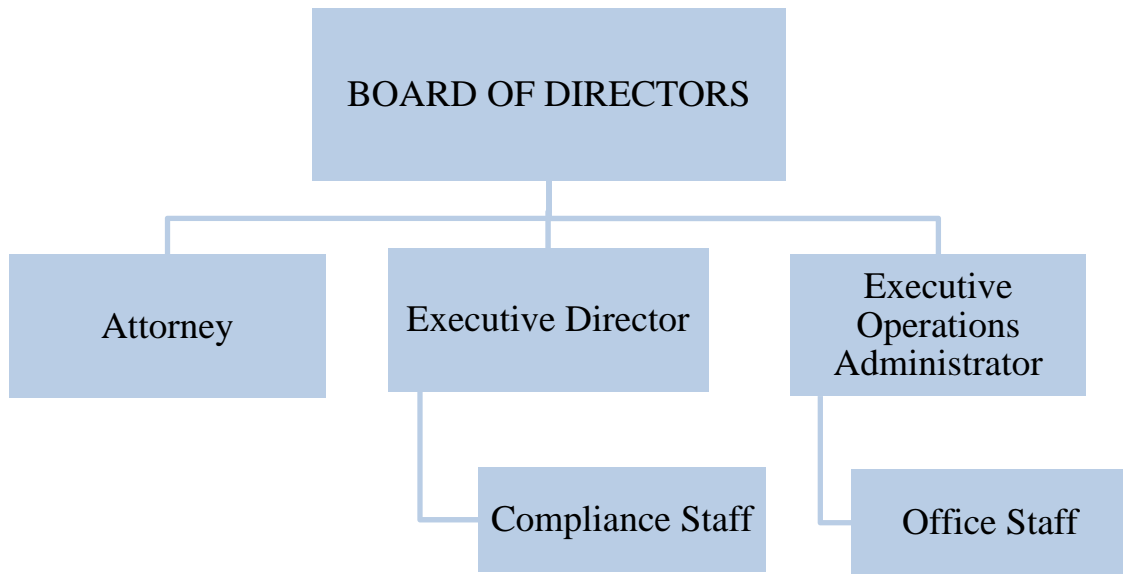 BOARD OF DIRECTORS
Attorney
Executive Director
Executive
Operations
Administrator
Compliance Staff
Office Staff